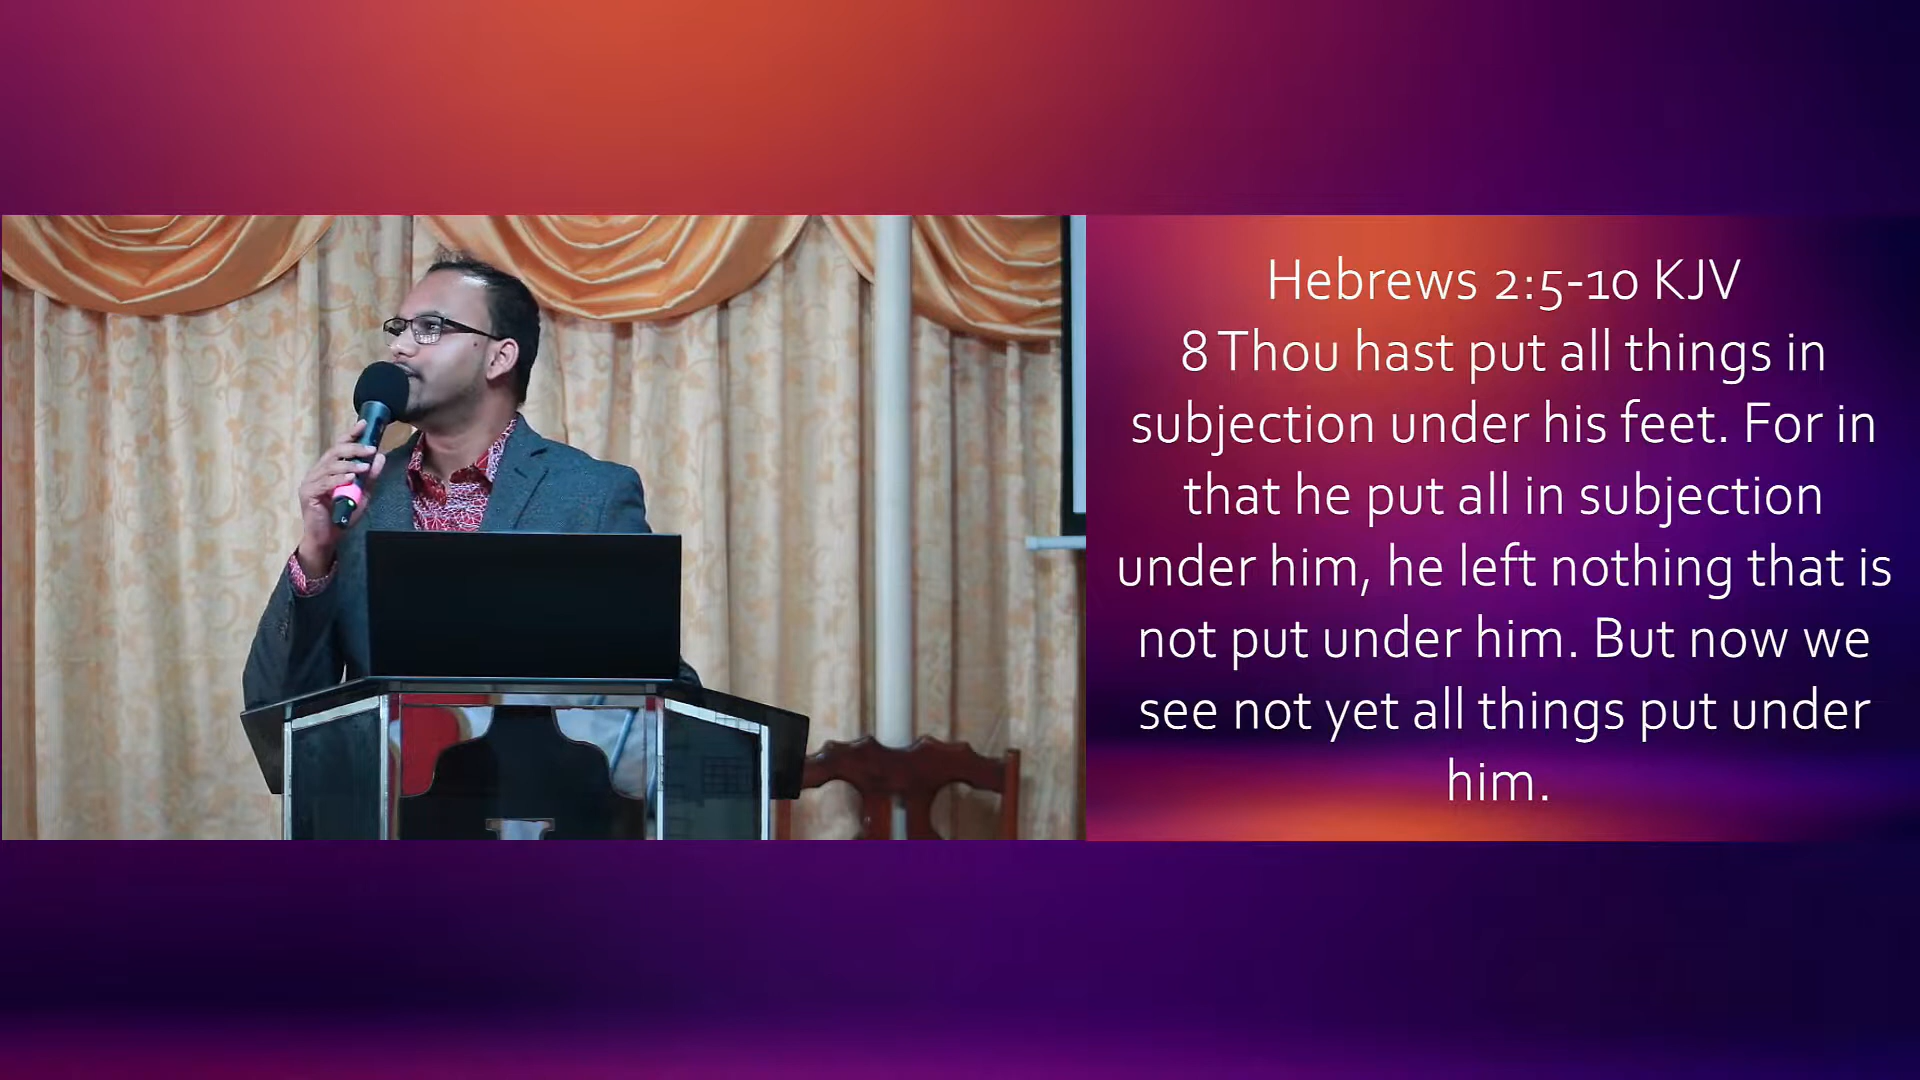 Hebrews 2:5-10 KJV
8 Thou hast put all things in
subjection under his feet. For in
that he put all in subjection
under him, he left nothing that is
not put under him. But now we
see not yet all things put under
him.